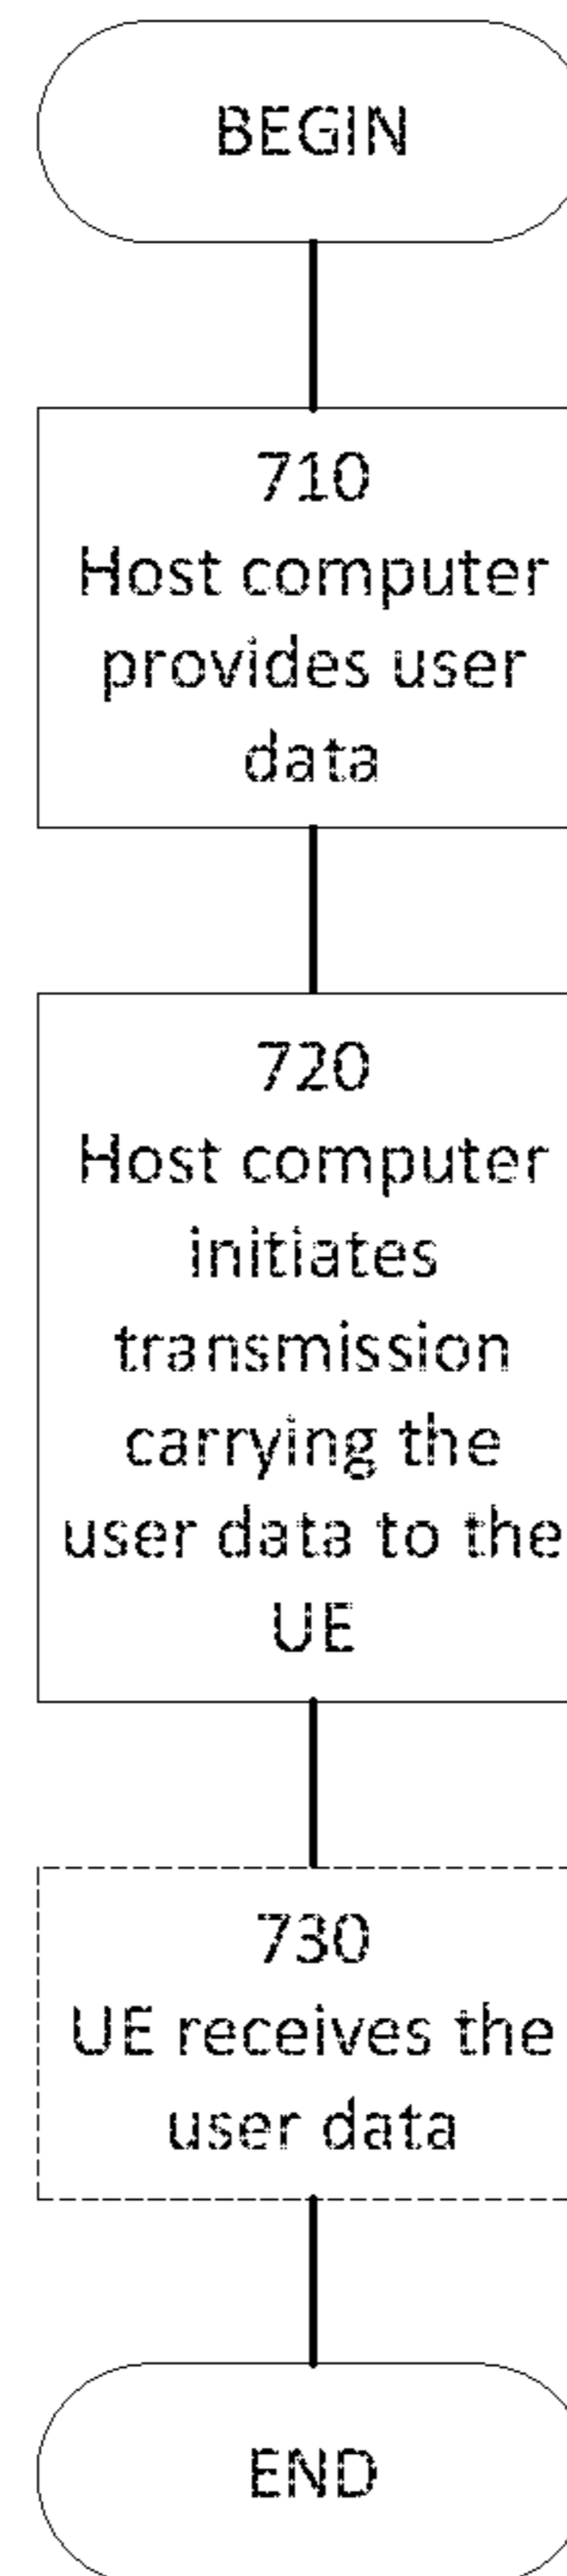 BEGIN
710
Host computer
provides user
data
720
Host computer
initiates
transmission
carrying the
user data to the
UE
730
UE receives the
user data
END